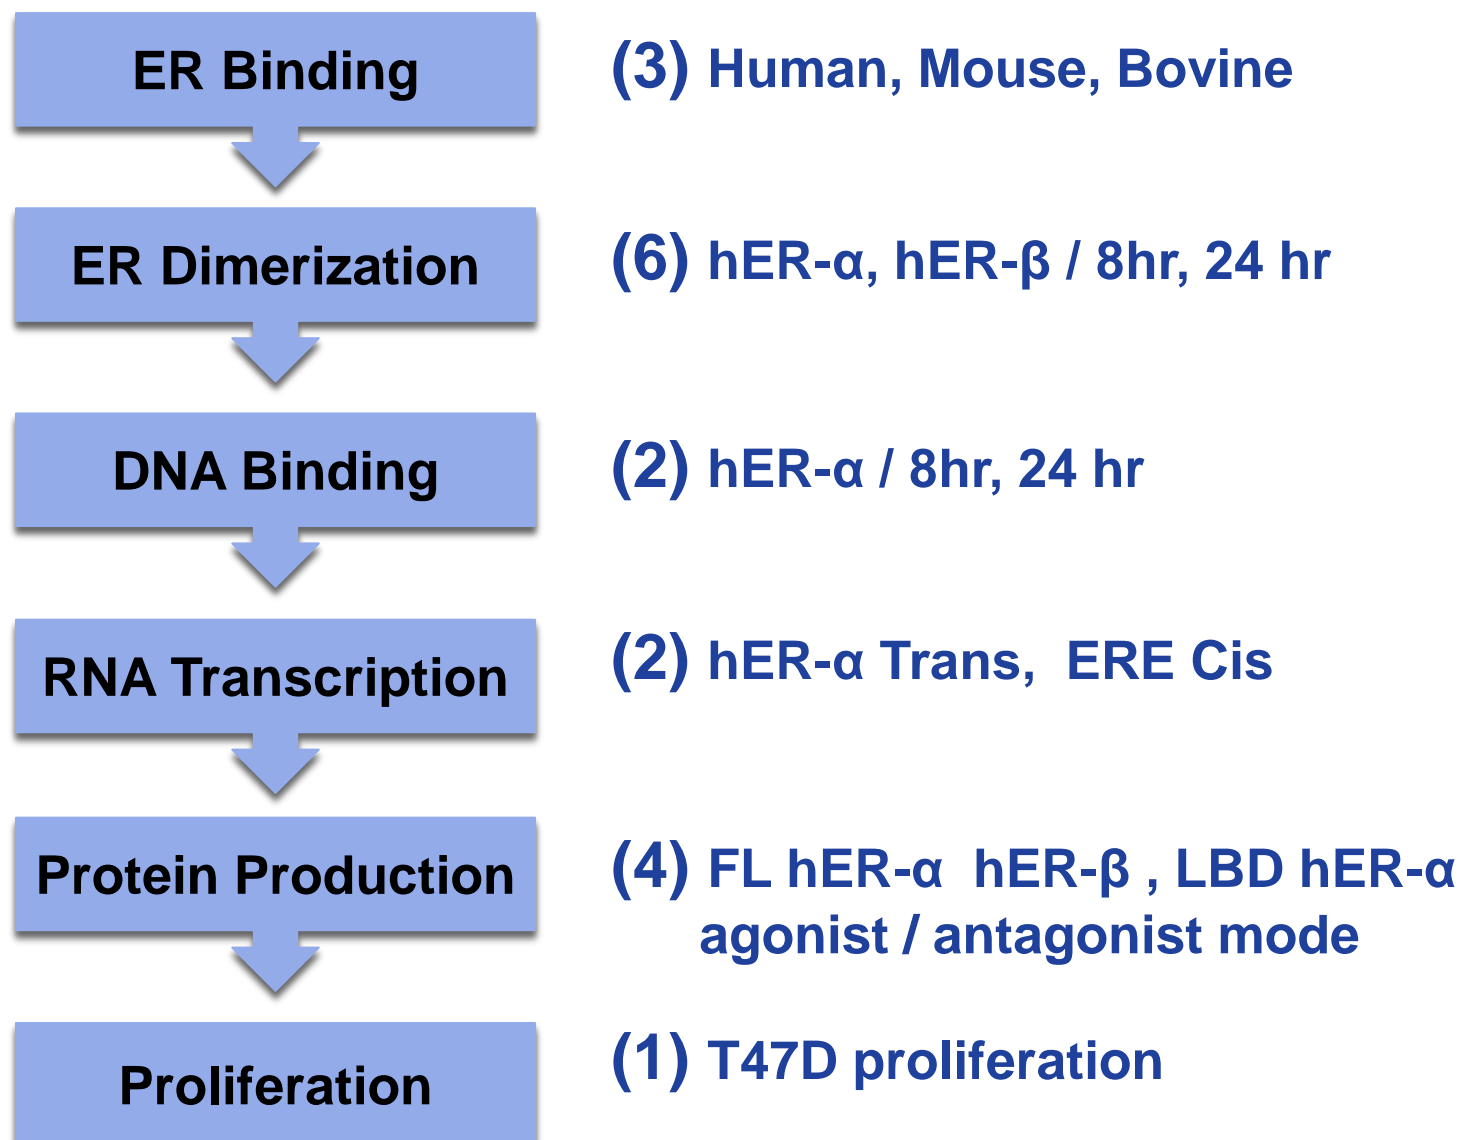 ER Binding
(3) Human, Mouse, Bovine
ER Dimerization
(6) hER-α, hER-β / 8hr, 24 hr
DNA Binding
(2) hER-α / 8hr, 24 hr
RNA Transcription
(2) hER-α Trans, ERE Cis
Protein Production
(4) FL hER-α hER-β , LBD hER-α
agonist / antagonist mode
Proliferation
(1) T47D proliferation